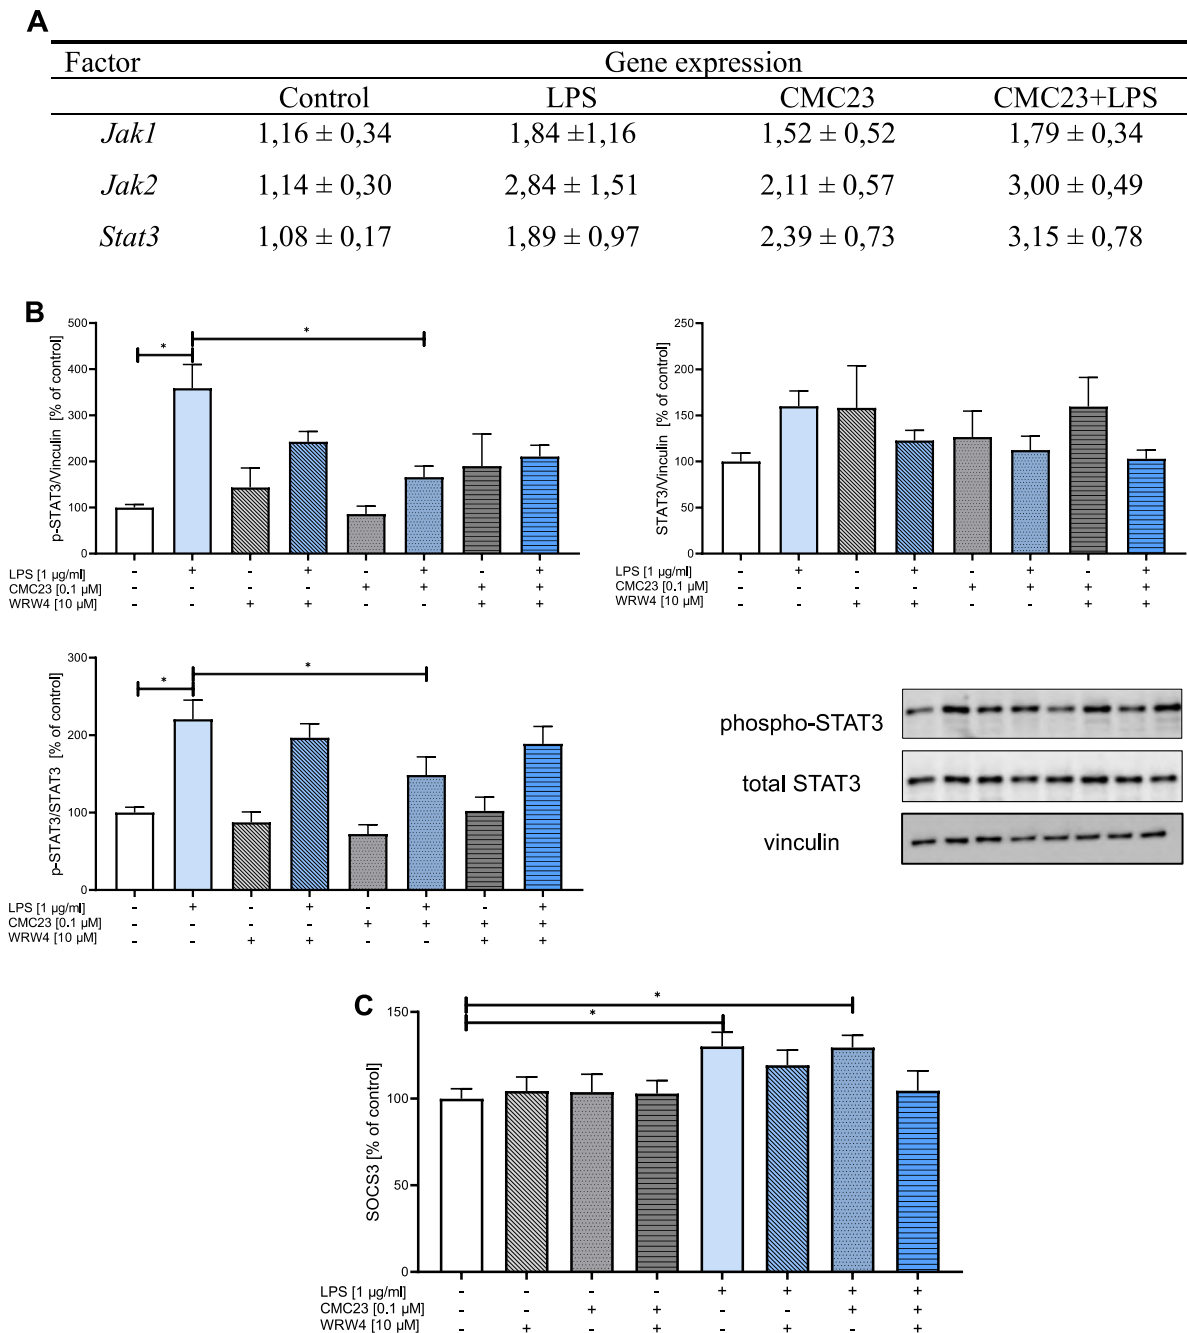 A
Factor Gene expression
Control LPS CMC23 CMC23+LPS
Jak1 1,16 ± 0,34 1,84 ±1,16 1,52 ± 0,52 1,79 ± 0,34
Jak2 1,14 ± 0,30 2,84 ± 1,51 2,11 ± 0,57 3,00 ± 0,49
Stat3 1,08 ± 0,17 1,89 ± 0,97 2,39 ± 0,73 3,15 ± 0,78
B
p-STAT3/Vinculin [% of control]
500
400
300
200
100
0
* *
LPS [1 µg/ml] - + - + - + - +
CMC23 [0.1 µM] - - - - + + + +
WRW4 [10 µM] - - + + - - + +
STAT3/Vinculin [% of control]
250
200
150
100
50
0
LPS [1 µg/ml] - + - + - + - +
CMC23 [0.1 µM] - - - - + + + +
WRW4 [10 µM] - - + + - - + +
p-STAT3/STAT3 [% of control]
300
200
100
0
* *
LPS [1 µg/ml] - + - + - + - +
CMC23 [0.1 µM] - - - - + + + +
WRW4 [10 µM] - - + + - - + +
phospho-STAT3
total STAT3
vinculin
C
SOCS3 [% of control]
150
100
50
0
*
*
LPS [1 µg/ml] - - - - + + + +
CMC23 [0.1 µM] - - + + - - + +
WRW4 [10 µM] - + - + - + - +